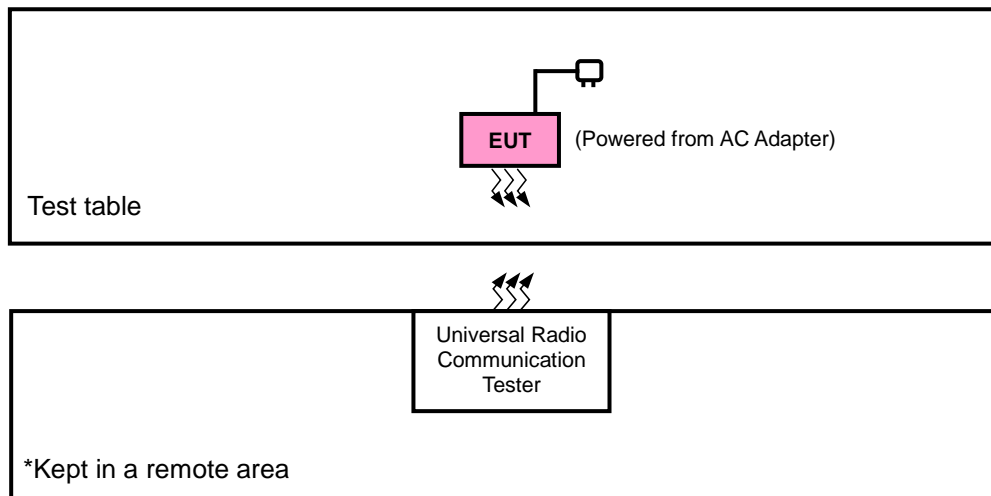 EUT
(Powered from AC Adapter)
Test table
Universal Radio
Communication
Tester
*Kept in a remote area